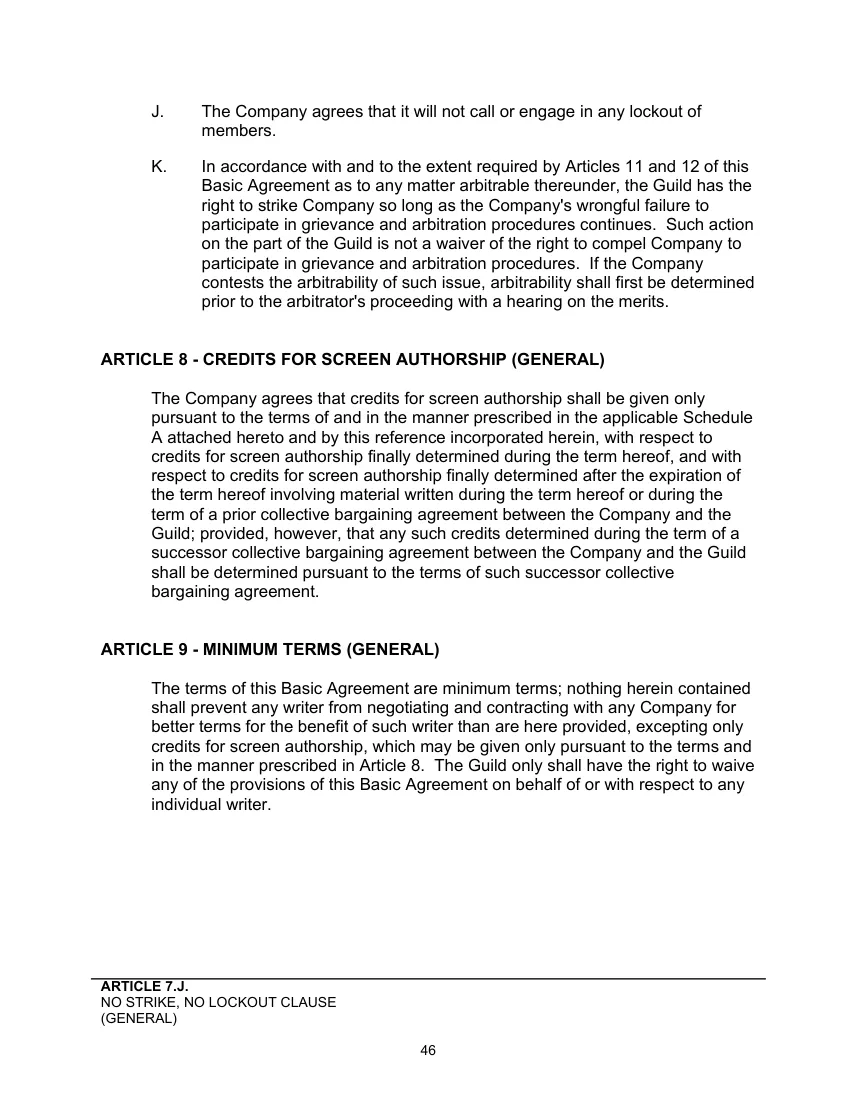 J. The Company agrees that it will not call or engage in any lockout of
members.
K. In accordance with and to the extent required by Articles 11 and 12 of this
Basic Agreement as to any matter arbitrable thereunder, the Guild has the
right to strike Company so long as the Company's wrongful failure to
participate in grievance and arbitration procedures continues.  Such action
on the part of the Guild is not a waiver of the right to compel Company to
participate in grievance and arbitration procedures.  If the Company
contests the arbitrability of such issue, arbitrability shall first be determined
prior to the arbitrator's proceeding with a hearing on the merits.
ARTICLE 8 - CREDITS FOR SCREEN AUTHORSHIP (GENERAL)
The Company agrees that credits for screen authorship shall be given only
pursuant to the terms of and in the manner prescribed in the applicable Schedule
A attached hereto and by this reference incorporated herein, with respect to
credits for screen authorship finally determined during the term hereof, and with
respect to credits for screen authorship finally determined after the expiration of
the term hereof involving material written during the term hereof or during the
term of a prior collective bargaining agreement between the Company and the
Guild; provided, however, that any such credits determined during the term of a
successor collective bargaining agreement between the Company and the Guild
shall be determined pursuant to the terms of such successor collective
bargaining agreement.
ARTICLE 9 - MINIMUM TERMS (GENERAL)
The terms of this Basic Agreement are minimum terms; nothing herein contained
shall prevent any writer from negotiating and contracting with any Company for
better terms for the benefit of such writer than are here provided, excepting only
credits for screen authorship, which may be given only pursuant to the terms and
in the manner prescribed in Article 8.  The Guild only shall have the right to waive
any of the provisions of this Basic Agreement on behalf of or with respect to any
individual writer.
ARTICLE 7.J.
NO STRIKE, NO LOCKOUT CLAUSE
(GENERAL)
46